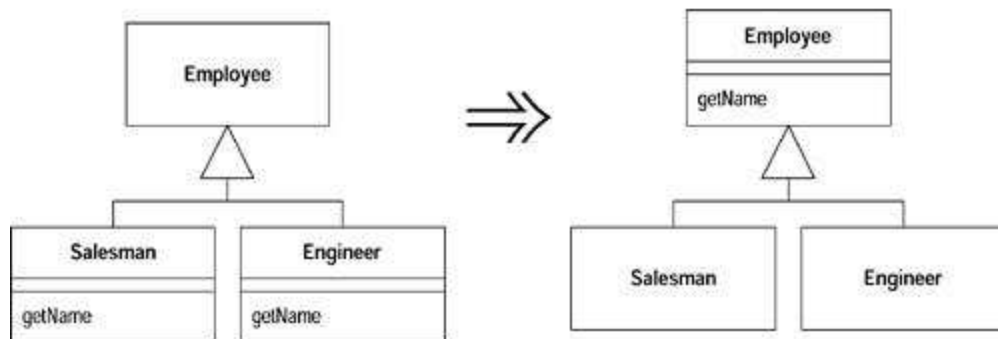 Employee
Salesman
getName
Engineer
getName
Employee
getName
Salesman
Engineer